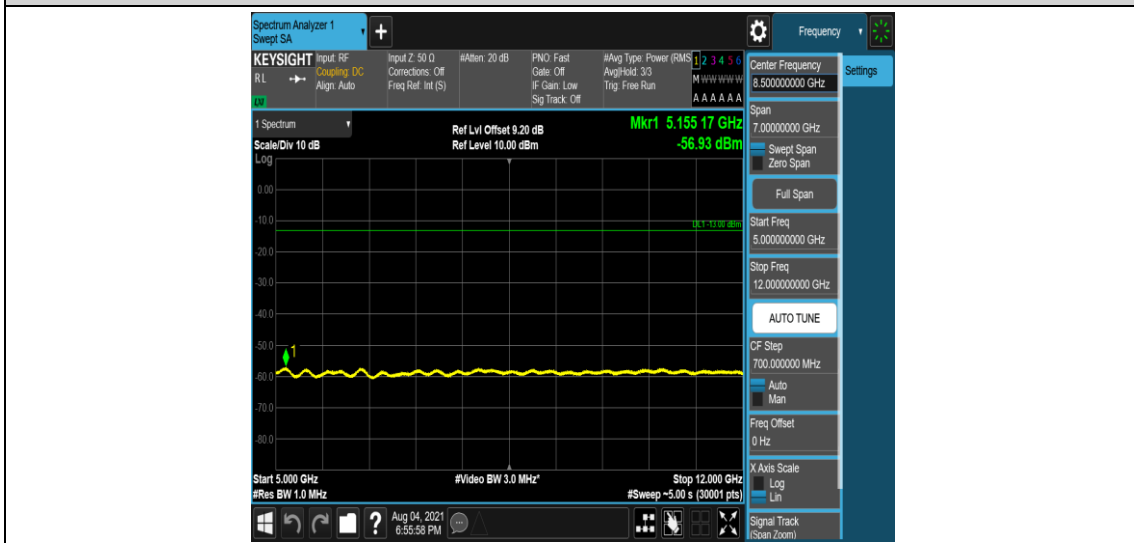 Spectrum Analyzer 1
Swept SA
+
Frequency
KEYSIGHT
RL
LXI
Input: RF
Coupling: DC
Align: Auto
Input Z: 50 Ω
Corrections: Off
Freq Ref: Int (S)
#Atten: 20 dB
PNO: Fast
Gate: Off
IF Gain: Low
Sig Track: Off
#Avg Type: Power (RMS
Avg|Hold: 3/3
Trig: Free Run
1 2 3 4 5 6
M W W W W W
A A A A A A
Center Frequency
8.500000000 GHz
Settings
Span
7.00000000 GHz
Swept Span
Zero Span
Full Span
Start Freq
5.000000000 GHz
Stop Freq
12.000000000 GHz
AUTO TUNE
CF Step
700.000000 MHz
Auto
Man
Freq Offset
0 Hz
X Axis Scale
Log
Lin
Signal Track
(Span Zoom)
1 Spectrum
Scale/Div 10 dB
Ref Lvl Offset 9.20 dB
Ref Level 10.00 dBm
Mkr1 5.155 17 GHz
-56.93 dBm
Log
0.00
-10.0
-20.0
-30.0
-40.0
-50.0
-60.0
-70.0
-80.0
DL1 -13.00 dBm
1
Start 5.000 GHz
#Video BW 3.0 MHz*
Stop 12.000 GHz
#Res BW 1.0 MHz
#Sweep ~5.00 s (30001 pts)
?
Aug 04, 2021
6:55:58 PM